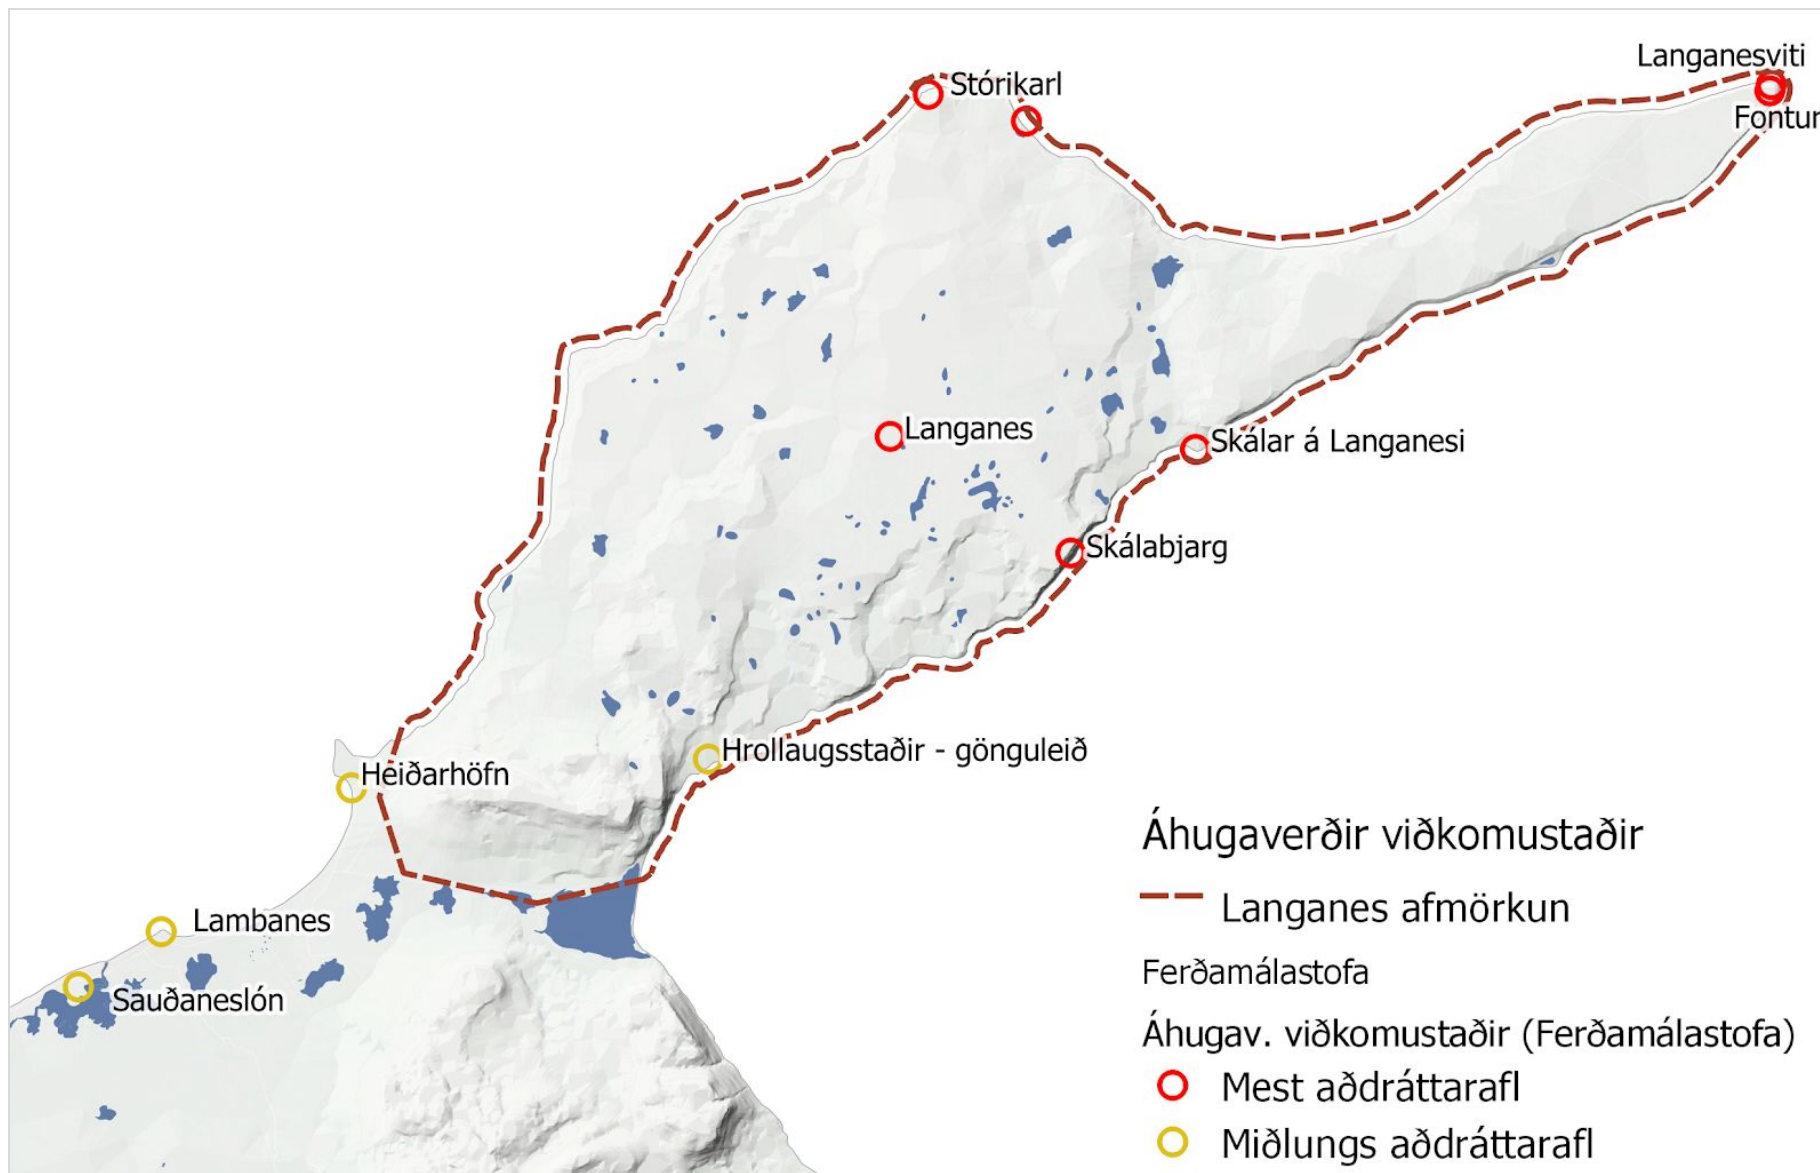 Langanesviti
Stórikarl
Fontur
Langanes
Skálar á Langanesi
Skálabjarg
Hrollaugsstaðir - gönguleið
Heiðarhöfn
Lambanes
Sauðaneslón
Áhugaverðir viðkomustaðir
Langanes afmörkun
Ferðamálastofa
Áhugav. viðkomustaðir (Ferðamálastofa)
Mest aðdráttarafl
Miðlungs aðdráttarafl